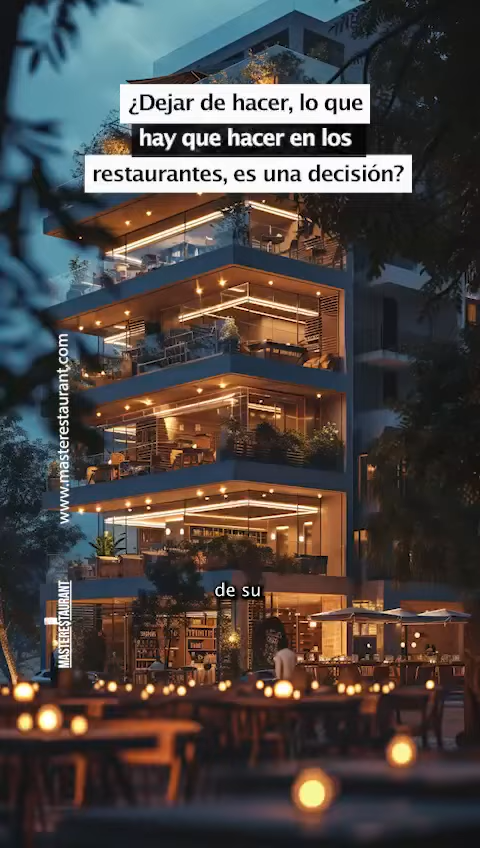 ¿Dejar de hacer, lo que
hay que hacer en los
restaurantes, es una decisión?
www.masterestaurant.com
MASTERESTAURANT
de su